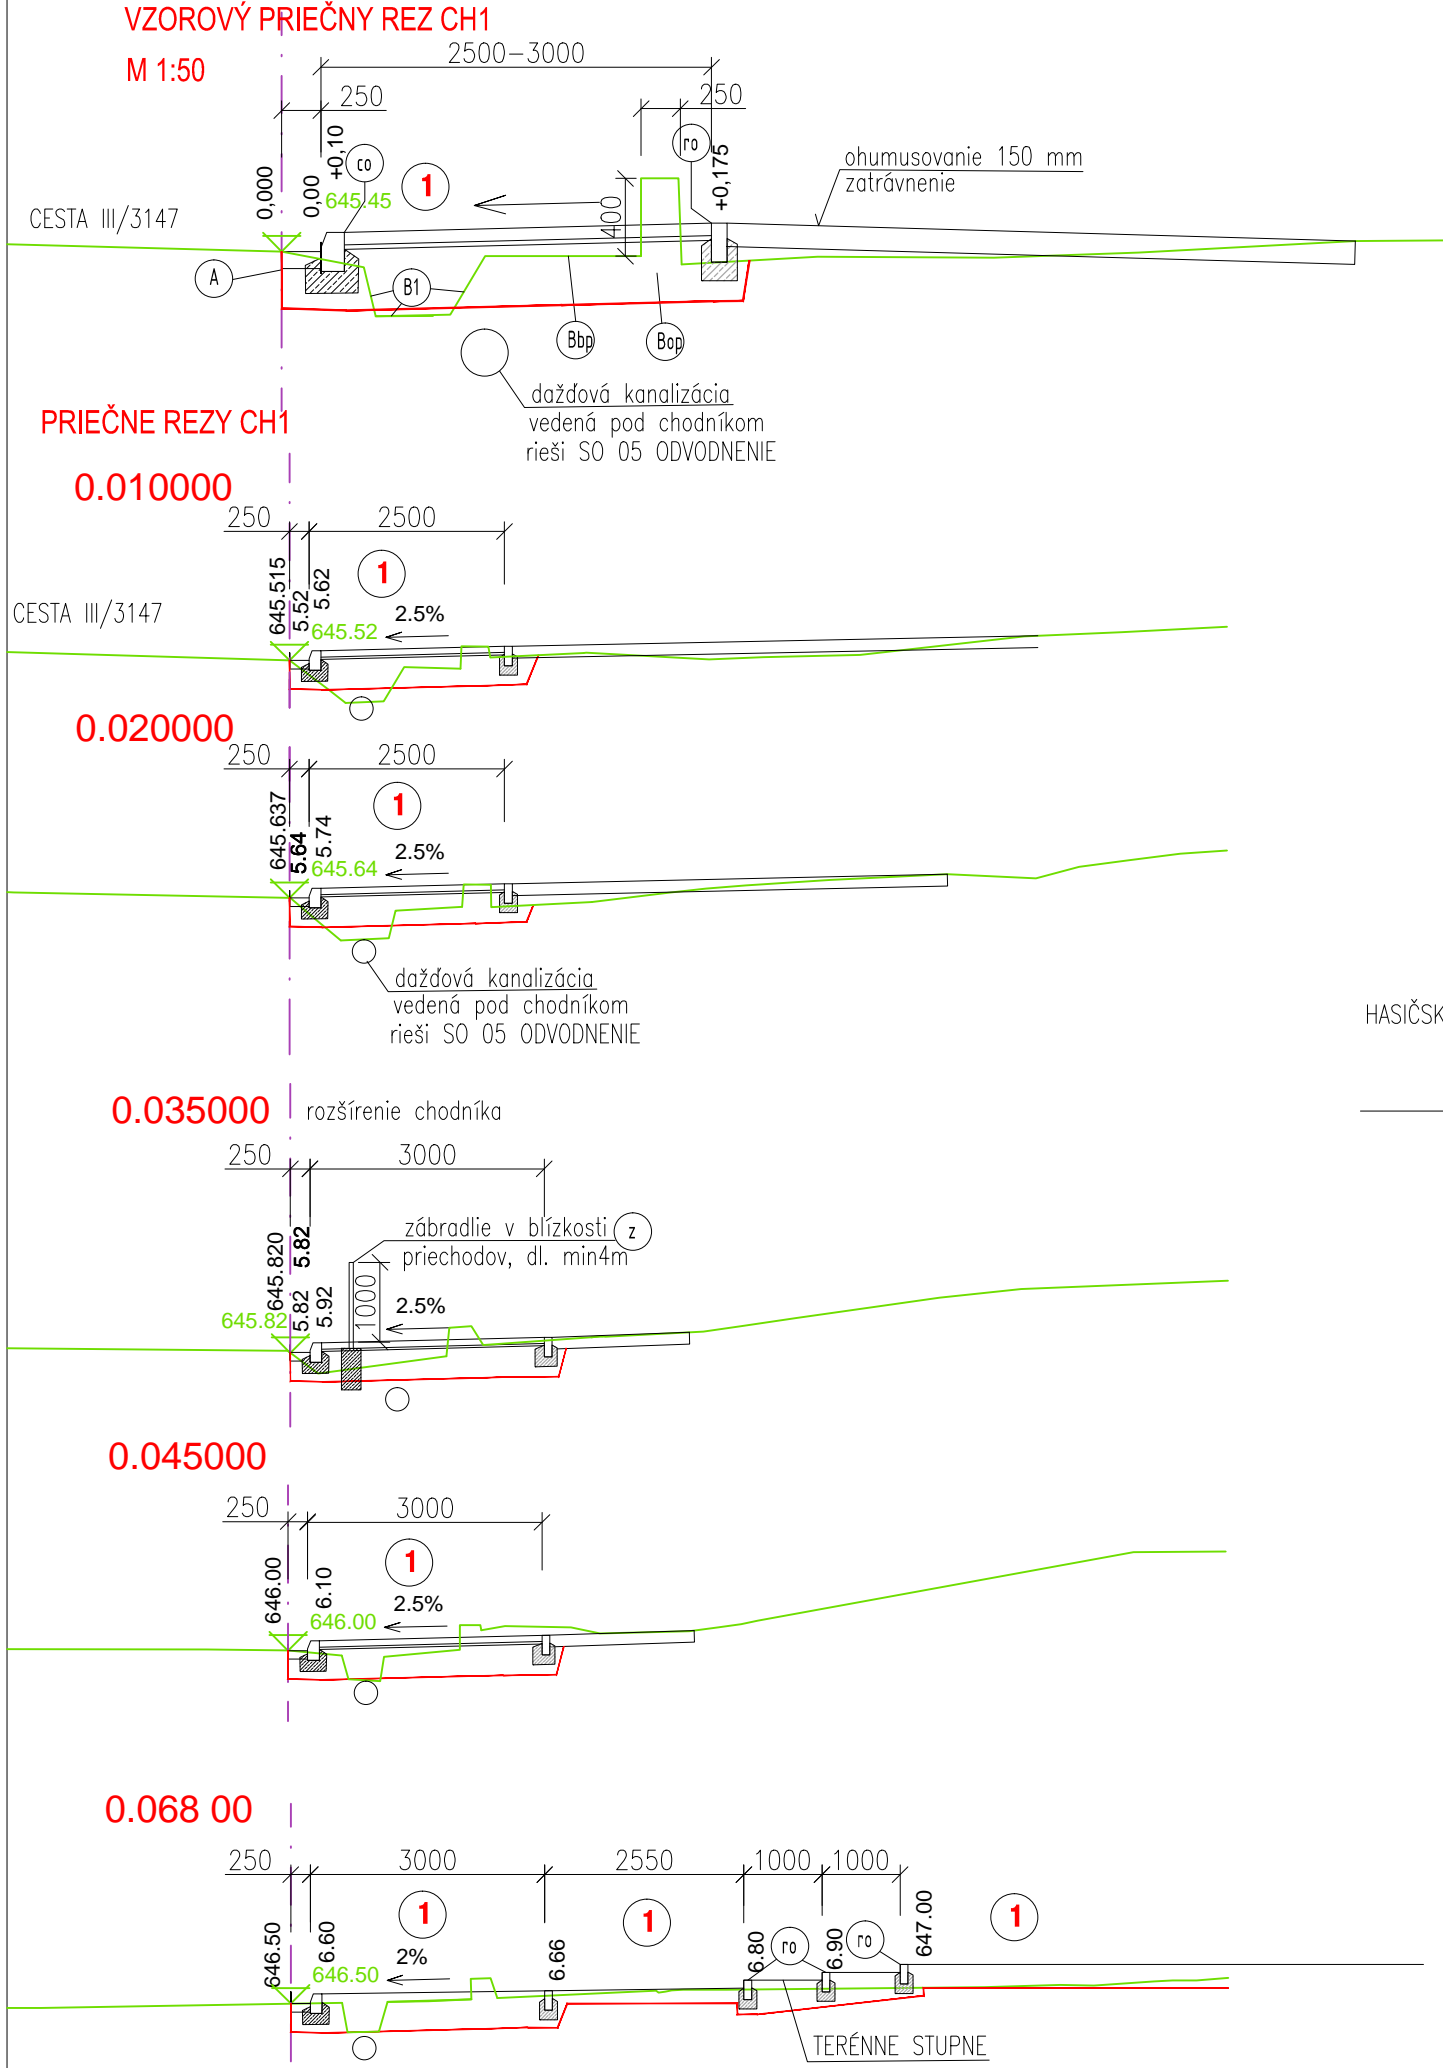 VZOROVÝ PRIEČNY REZ CH1
M 1:50
2500-3000
250
250
0,000
0,00
+0,10
co
645.45
1
400
ro
+0,175
ohumusovanie 150 mm
zatrávnenie
CESTA III/3147
A
B1
Bbp
Bop
dažďová kanalizácia
vedená pod chodníkom
rieši SO 05 ODVODNENIE
PRIEČNE REZY CH1
0.010000
250
2500
645.515
5.52
5.62
1
2.5%
645.52
CESTA III/3147
0.020000
250
2500
645.637
5.64
5.74
1
2.5%
645.64
dažďová kanalizácia
vedená pod chodníkom
rieši SO 05 ODVODNENIE
HASIČSK
0.035000
rozšírenie chodníka
250
3000
645.820
5.82
5.82
5.92
zábradlie v blízkosti
priechodov, dl. min4m
z
1000
2.5%
645.82
0.045000
250
3000
646.00
6.10
1
2.5%
646.00
0.068 00
250
3000
2550
1000
1000
646.50
6.60
1
2%
646.50
6.66
1
6.80
ro
6.90
ro
647.00
1
TERÉNNE STUPNE